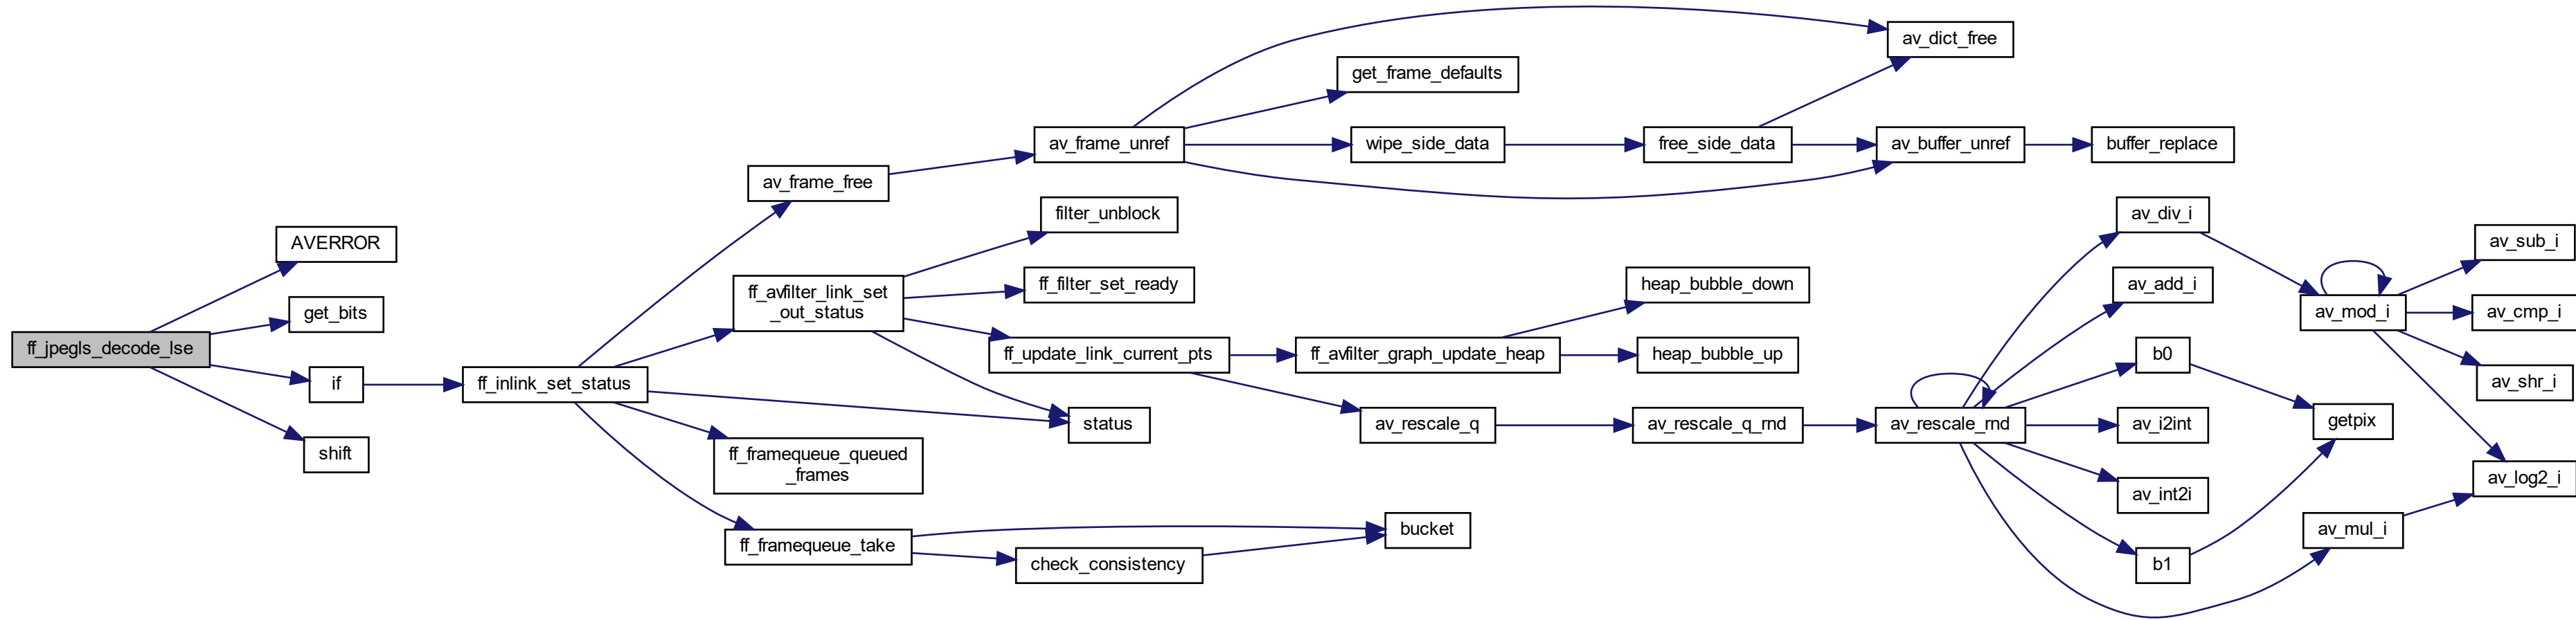 ff_jpegls_decode_lse
AVERROR
get_bits
if
shift
ff_inlink_set_status
av_frame_free
ff_avfilter_link_set
_out_status
ff_framequeue_queued
_frames
ff_framequeue_take
av_frame_unref
filter_unblock
ff_filter_set_ready
ff_update_link_current_pts
status
check_consistency
get_frame_defaults
wipe_side_data
ff_avfilter_graph_update_heap
av_rescale_q
bucket
free_side_data
heap_bubble_down
heap_bubble_up
av_rescale_q_rnd
av_dict_free
av_buffer_unref
av_rescale_rnd
buffer_replace
av_div_i
av_add_i
b0
av_i2int
av_int2i
b1
av_mod_i
getpix
av_mul_i
av_sub_i
av_cmp_i
av_shr_i
av_log2_i